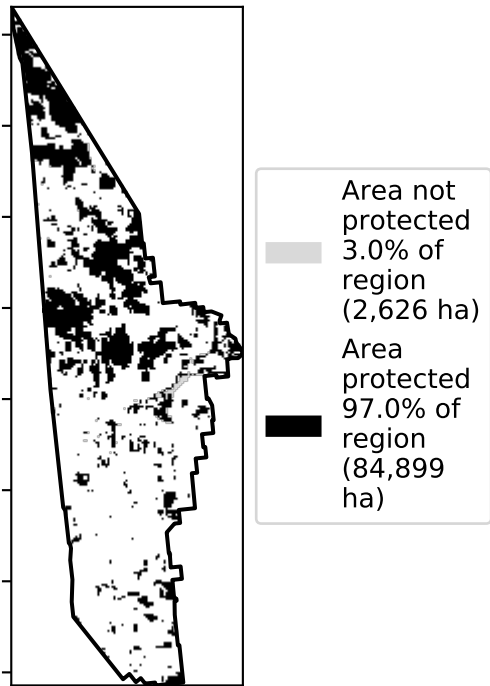 Area not
protected
3.0% of
region
(2,626 ha)
Area
protected
97.0% of
region
(84,899
ha)